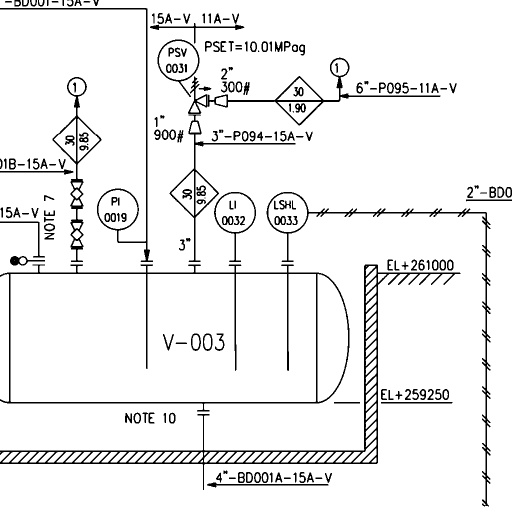 "-BD001-15A-V
15A-V
11A-V
PSV
0031
PSET=10.01MPag
2"
300#
30
1.90
1
6"-P095-11A-V
1
1"
900#
3"-P094-15A-V
30
9.85
01B-15A-V
NOTE 7
15A-V
PI
0019
30
9.85
LI
0032
LSHL
0033
2"-BD0
3"
EL+261000
V-003
EL+259250
NOTE 10
4"-BD001A-15A-V